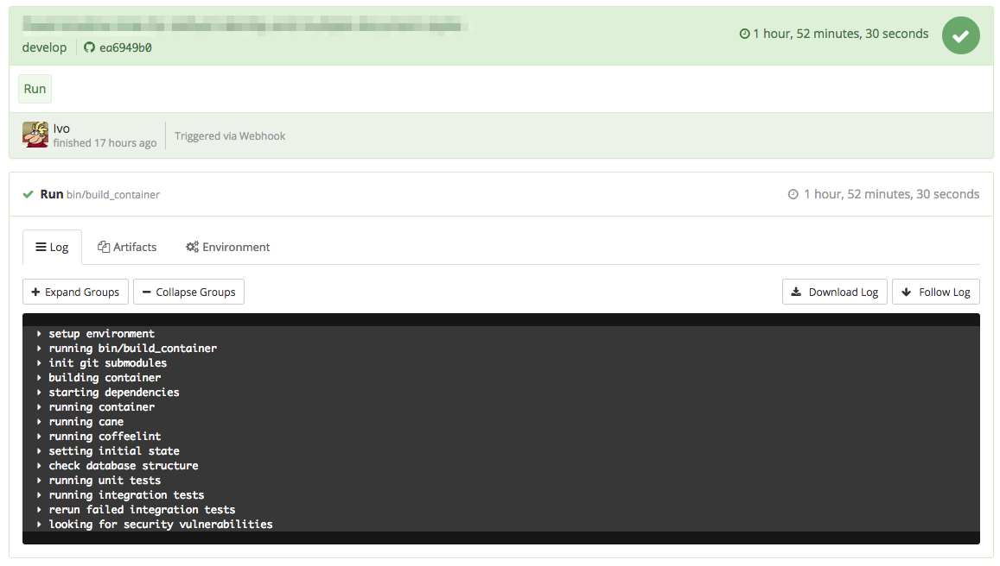 develop ea6949b0
1 hour, 52 minutes, 30 seconds
Run
Ivo
finished 17 hours ago
Triggered via Webhook
Run bin/build_container
1 hour, 52 minutes, 30 seconds
Log Artifacts Environment
Expand Groups Collapse Groups Download Log Follow Log
setup environment
running bin/build_container
init git submodules
building container
starting dependencies
running container
running cane
running coffeelint
setting initial state
check database structure
running unit tests
running integration tests
rerun failed integration tests
looking for security vulnerabilities